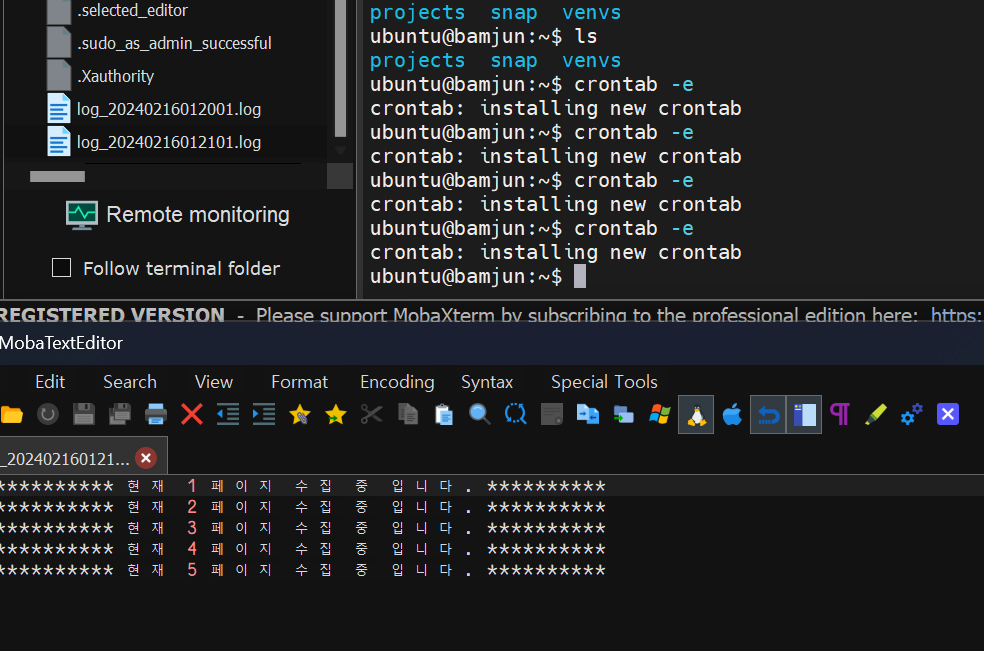 .selected_editor
.sudo_as_admin_successful
.Xauthority
log_20240216012001.log
log_20240216012101.log
Remote monitoring
Follow terminal folder
projects snap venvs
ubuntu@bamjun:~$ ls
projects snap venvs
ubuntu@bamjun:~$ crontab -e
crontab: installing new crontab
ubuntu@bamjun:~$ crontab -e
crontab: installing new crontab
ubuntu@bamjun:~$ crontab -e
crontab: installing new crontab
ubuntu@bamjun:~$ crontab -e
crontab: installing new crontab
ubuntu@bamjun:~$
REGISTERED VERSION - Please support MobaXterm by subscribing to the professional edition here: https:
MobaTextEditor
Edit Search View Format Encoding Syntax Special Tools
_202402160121...
********** 현재 1 페이지 수집 중 입니다. **********
********** 현재 2 페이지 수집 중 입니다. **********
********** 현재 3 페이지 수집 중 입니다. **********
********** 현재 4 페이지 수집 중 입니다. **********
********** 현재 5 페이지 수집 중 입니다. **********